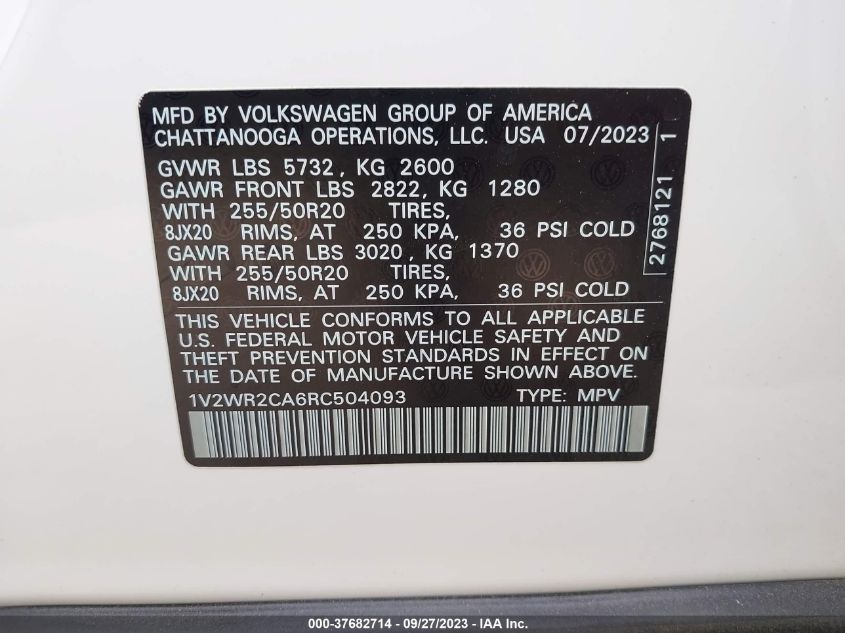 MFD BY VOLKSWAGEN GROUP OF AMERICA
CHATTANOOGA OPERATIONS, LLC. USA 07/2023
GVWR LBS 5732, KG 2600
GAWR FRONT LBS 2822, KG 1280
WITH 255/50R20 TIRES,
8JX20 RIMS, AT 250 KPA, 36 PSI COLD
GAWR REAR LBS 3020, KG 1370
WITH 255/50R20 TIRES,
8JX20 RIMS, AT 250 KPA, 36 PSI COLD
2768121 1
THIS VEHICLE CONFORMS TO ALL APPLICABLE
U.S. FEDERAL MOTOR VEHICLE SAFETY AND
THEFT PREVENTION STANDARDS IN EFFECT ON
THE DATE OF MANUFACTURE SHOWN ABOVE.
1V2WR2CA6RC504093 TYPE: MPV
000-37682714 - 09/27/2023 - IAA Inc.